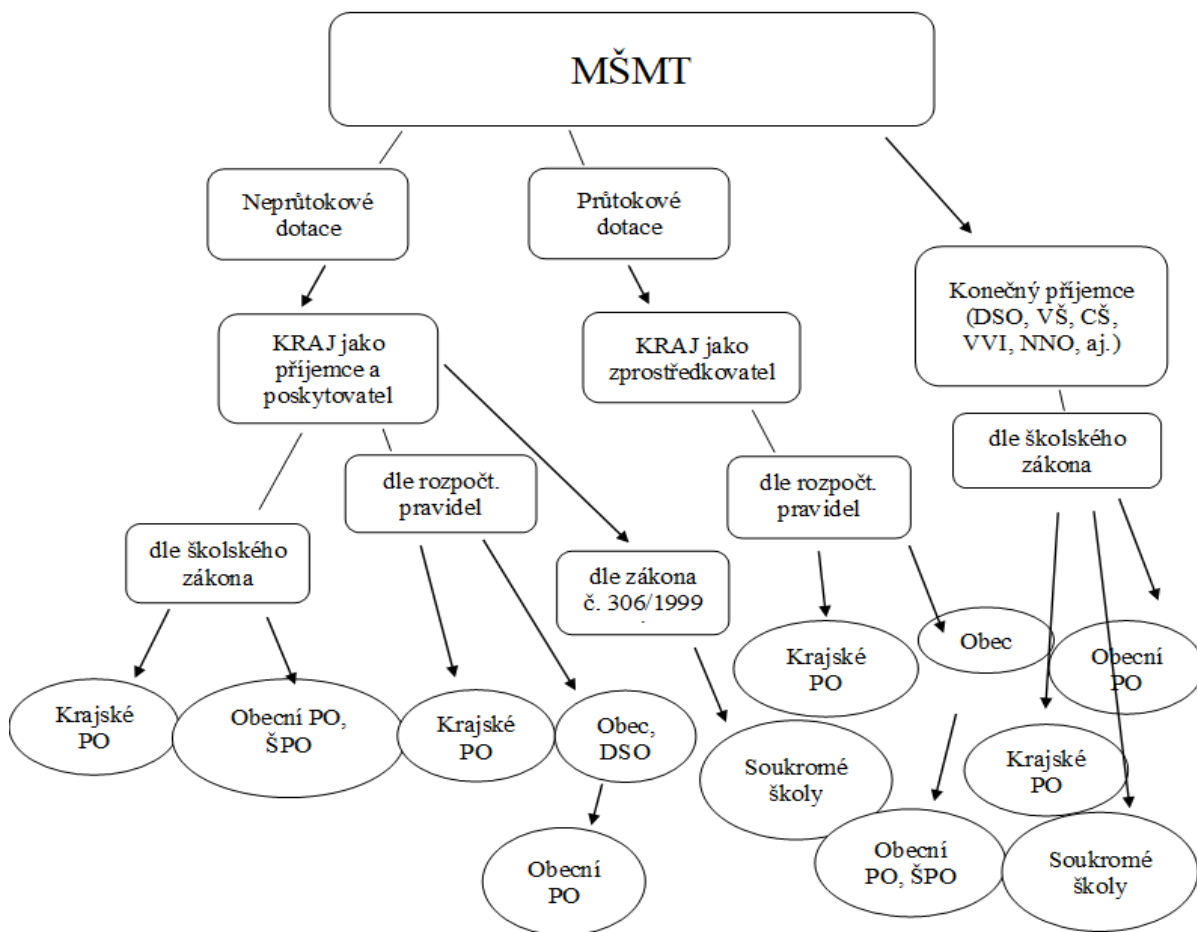 MŠMT
Neprůtokové
dotace
Průtokové
dotace
Konečný příjemce
(DSO, VŠ, CŠ,
VVI, NNO, aj.)
KRAJ jako
příjemce a
poskytovatel
KRAJ jako
zprostředkovatel
dle školského
zákona
dle rozpočt.
pravidel
dle rozpočt.
pravidel
dle školského
zákona
dle zákona
č. 306/1999
Krajské
PO
Obec
Obecní
PO
Krajské
PO
Obecní PO,
ŠPO
Krajské
PO
Obec,
DSO
Soukromé
školy
Krajské
PO
Obecní
PO
Obecní
PO, ŠPO
Soukromé
školy